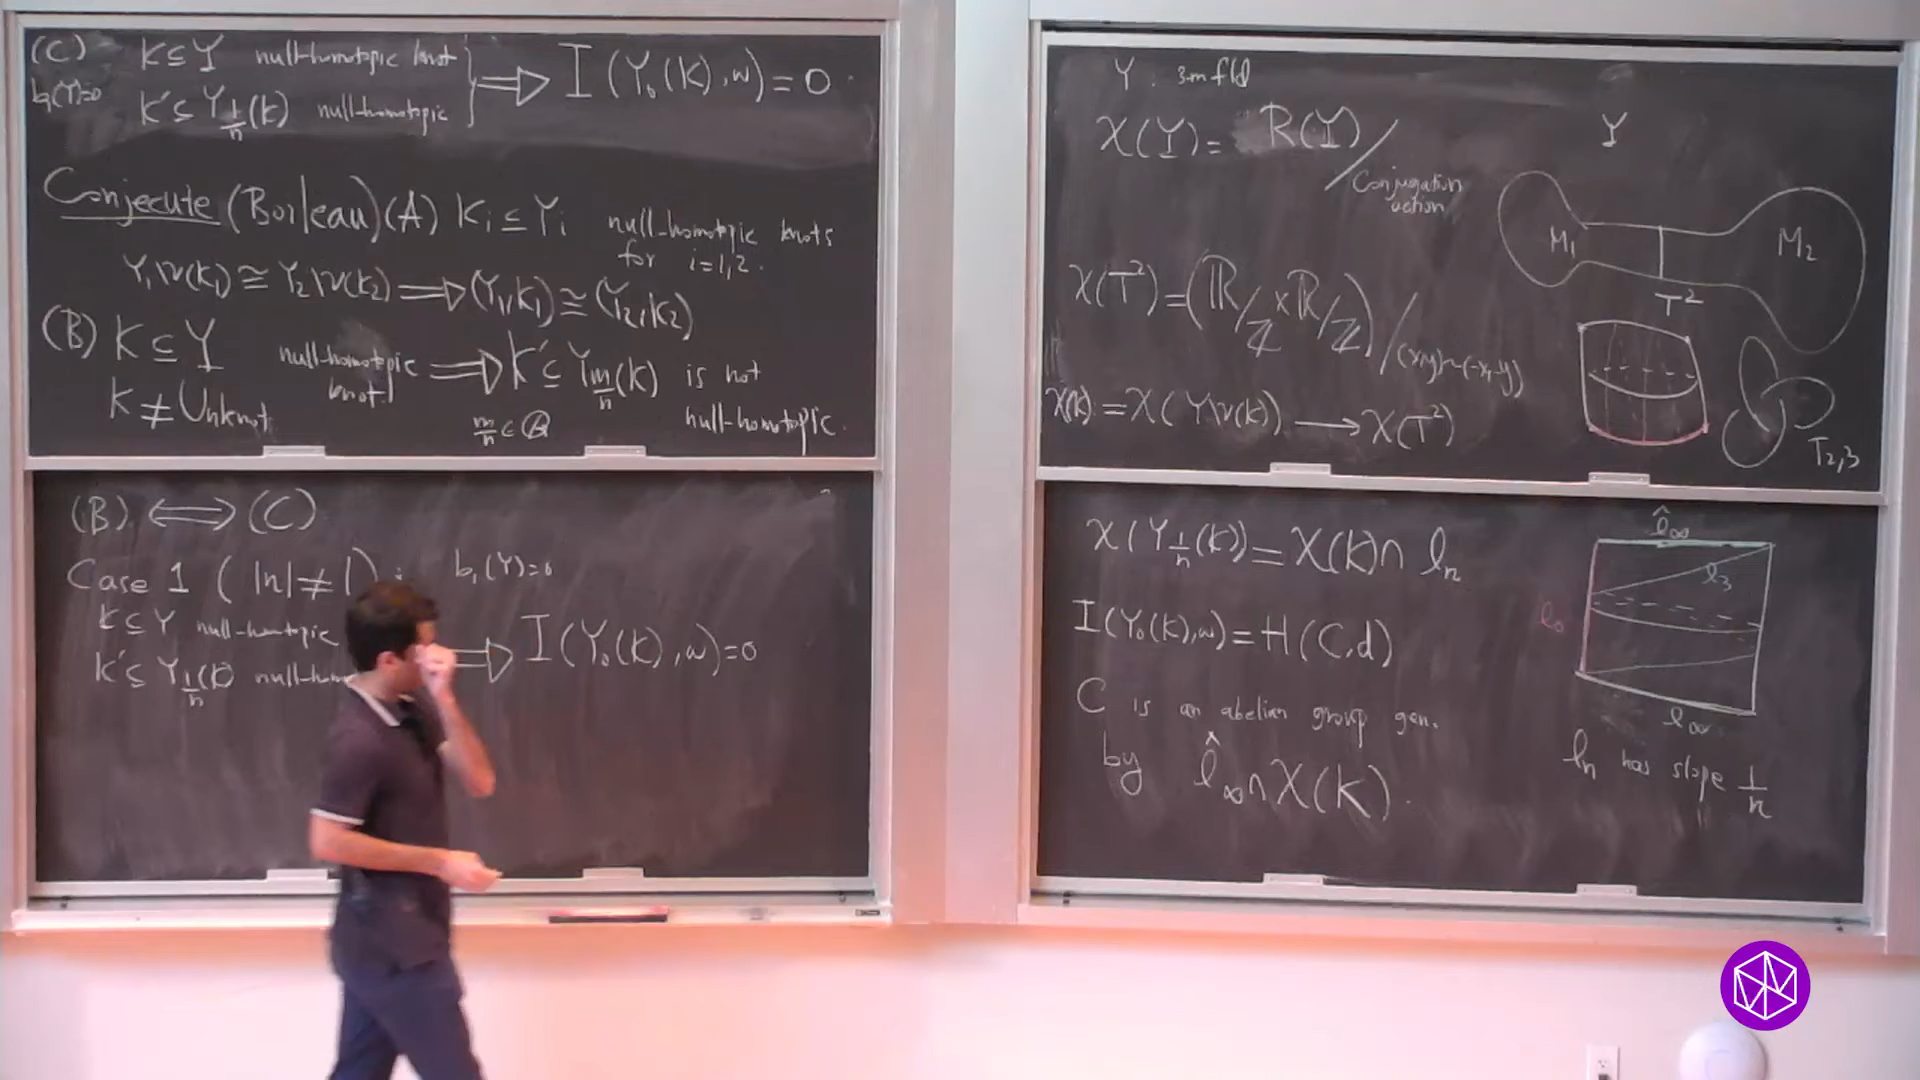 (C) K ⊆ Y null-homotopic knot
b₁(Y)=0 K' ⊆ Y_{1/n}(K) null-homotopic ⟹ I(Y₀(K), w) = 0
Conjecute (Boileau) (A) Kᵢ ⊆ Yᵢ null-homotopic knots
for i=1,2.
Y₁\ν(K₁) ≅ Y₂\ν(K₂) ⟹ (Y₁,K₁) ≅ (Y₂,K₂)
(B) K ⊆ Y null-homotopic knot. ⟹ K' ⊆ Y_{m/n}(K) is not
K ≠ Unknot m/n ∈ Q null-homotopic.
(B) ⟺ (C)
Case 1 (|n|≠1): b₁(Y)=0
K ⊆ Y null-homotopic
K' ⊆ Y_{1/n}(K) ⟹ I(Y₀(K), w)=0
Y : 3-mfld
χ(Y) = R(Y)/
Conjugation
action
Y
M₁ M₂
T²
χ(T²) = (ℝ/ℤ × ℝ/ℤ)/(x,y)~(-x,-y)
χ(K) = χ(Y\ν(K)) ⟶ χ(T²)
T₂,₃
χ(Y_{1/n}(K)) = χ(K) ∩ lₙ
I(Y₀(K), w) = H(C,d)
C is an abelian group gen.
by l̂_∞ ∩ χ(K).
l̂_∞
l₃
l₀
l_∞
lₙ has slope 1/n